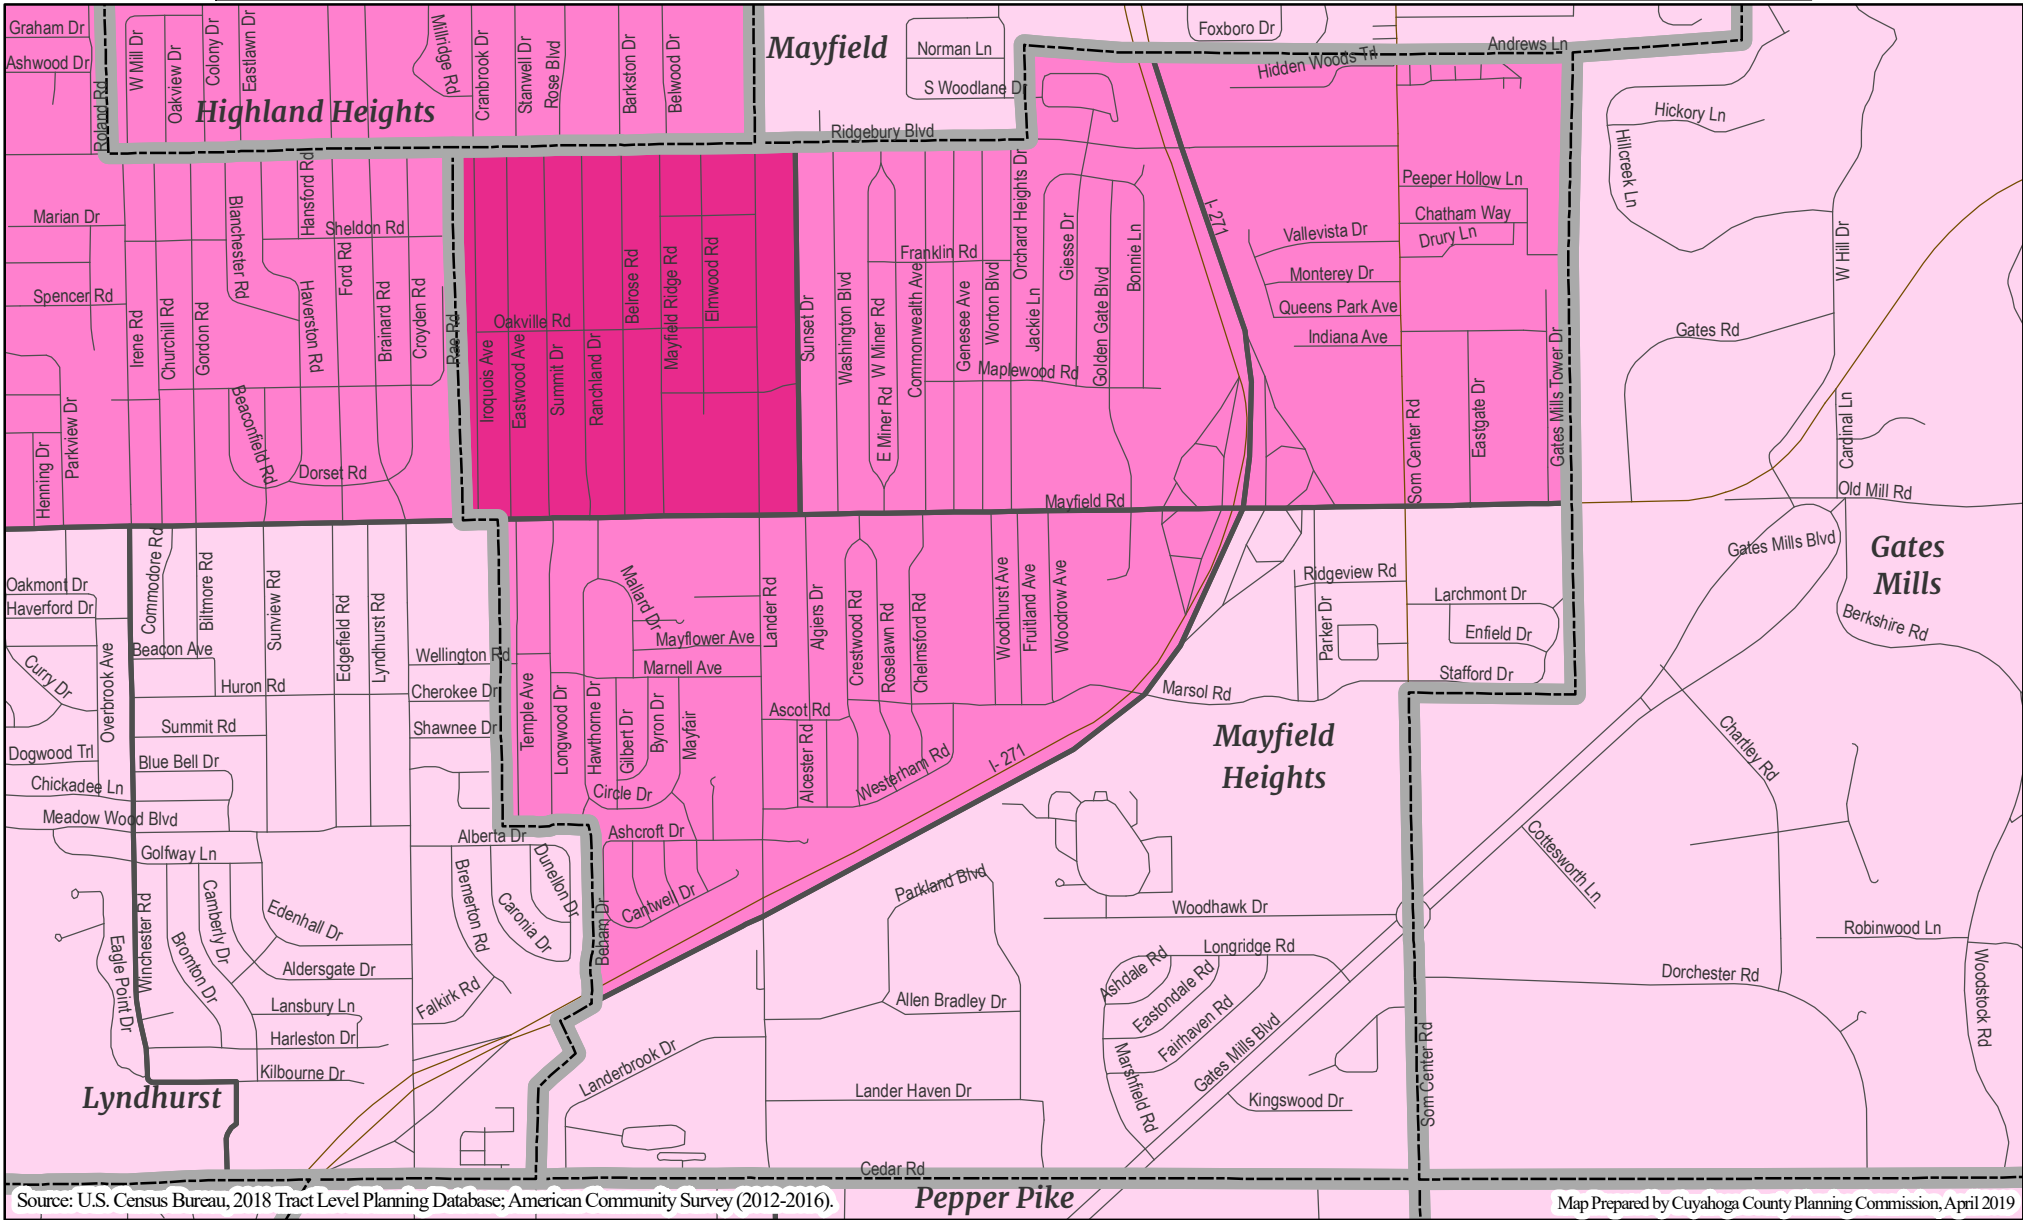 Graham Dr
Ashwood Dr
Roland Rd
W Mill Dr
Oakview Dr
Colony Dr
Eastlawn Dr
Highland Heights
Millridge Rd
Cranbrook Dr
Stanwell Dr
Rose Blvd
Barkston Dr
Belwood Dr
Mayfield
Norman Ln
S Woodlane Dr
Ridgebury Blvd
Foxboro Dr
Hidden Woods Trl
Andrews Ln
Hickory Ln
Hillcreek Ln
W Hill Dr
Marian Dr
Spencer Rd
Irene Rd
Churchill Rd
Gordon Rd
Blanchester Rd
Hansford Rd
Sheldon Rd
Ford Rd
Haverston Rd
Brainard Rd
Croyden Rd
Rae Rd
Beaconfield Rd
Dorset Rd
Henning Dr
Parkview Dr
Oakville Rd
Iroquois Ave
Eastwood Ave
Summit Dr
Ranchland Dr
Belrose Rd
Mayfield Ridge Rd
Elmwood Rd
Sunset Dr
Washington Blvd
W Miner Rd
E Miner Rd
Franklin Rd
Commonwealth Ave
Genesee Ave
Worton Blvd
Orchard Heights Dr
Jackie Ln
Giesse Dr
Golden Gate Blvd
Bonnie Ln
Maplewood Rd
Mayfield Rd
I- 271
Peeper Hollow Ln
Chatham Way
Drury Ln
Vallevista Dr
Monterey Dr
Queens Park Ave
Indiana Ave
Som Center Rd
Eastgate Dr
Gates Mills Tower Dr
Gates Rd
Cardinal Ln
Old Mill Rd
Gates Mills Blvd
Gates
Mills
Berkshire Rd
Oakmont Dr
Haverford Dr
Curry Dr
Overbrook Ave
Dogwood Trl
Chickadee Ln
Meadow Wood Blvd
Commodore Rd
Biltmore Rd
Sunview Rd
Edgefield Rd
Lyndhurst Rd
Beacon Ave
Huron Rd
Summit Rd
Blue Bell Dr
Golfway Ln
Wellington Rd
Cherokee Dr
Shawnee Dr
Alberta Dr
Temple Ave
Longwood Dr
Hawthorne Dr
Gilbert Dr
Byron Dr
Mayfair
Circle Dr
Mallard Dr
Mayflower Ave
Marnell Ave
Lander Rd
Algiers Dr
Crestwood Rd
Roselawn Rd
Chelmsford Rd
Woodhurst Ave
Fruitland Ave
Woodrow Ave
Ascot Rd
Alcester Rd
Westerham Rd
I- 271
Marsol Rd
Ridgeview Rd
Parker Dr
Larchmont Dr
Enfield Dr
Stafford Dr
Mayfield
Heights
Chartley Rd
Cottesworth Ln
Ashcroft Dr
Cantwell Dr
Beham Dr
Bremerton Rd
Caronia Dr
Dunellon Dr
Falkirk Rd
Winchester Rd
Eagle Point Dr
Bromton Dr
Camberly Dr
Edenhall Dr
Aldersgate Dr
Lansbury Ln
Harleston Dr
Kilbourne Dr
Lyndhurst
Parkland Blvd
Allen Bradley Dr
Landerbrook Dr
Lander Haven Dr
Woodhawk Dr
Longridge Rd
Ashdale Rd
Eastondale Rd
Fairhaven Rd
Marshfield Rd
Gates Mills Blvd
Kingswood Dr
Som Center Rd
Robinwood Ln
Dorchester Rd
Woodstock Rd
Cedar Rd
Pepper Pike
Source: U.S. Census Bureau, 2018 Tract Level Planning Database; American Community Survey (2012-2016).
Map Prepared by Cuyahoga County Planning Commission, April 2019